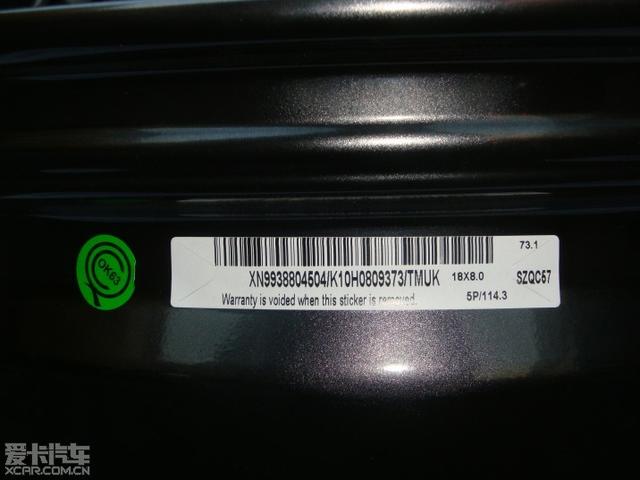 OK63
73.1
XN9938804504/K10H0809373/TMUK 18X8.0 SZQC57
Warranty is voided when this sticker is removed. 5P/114.3
爱卡汽车
XCAR.COM.CN